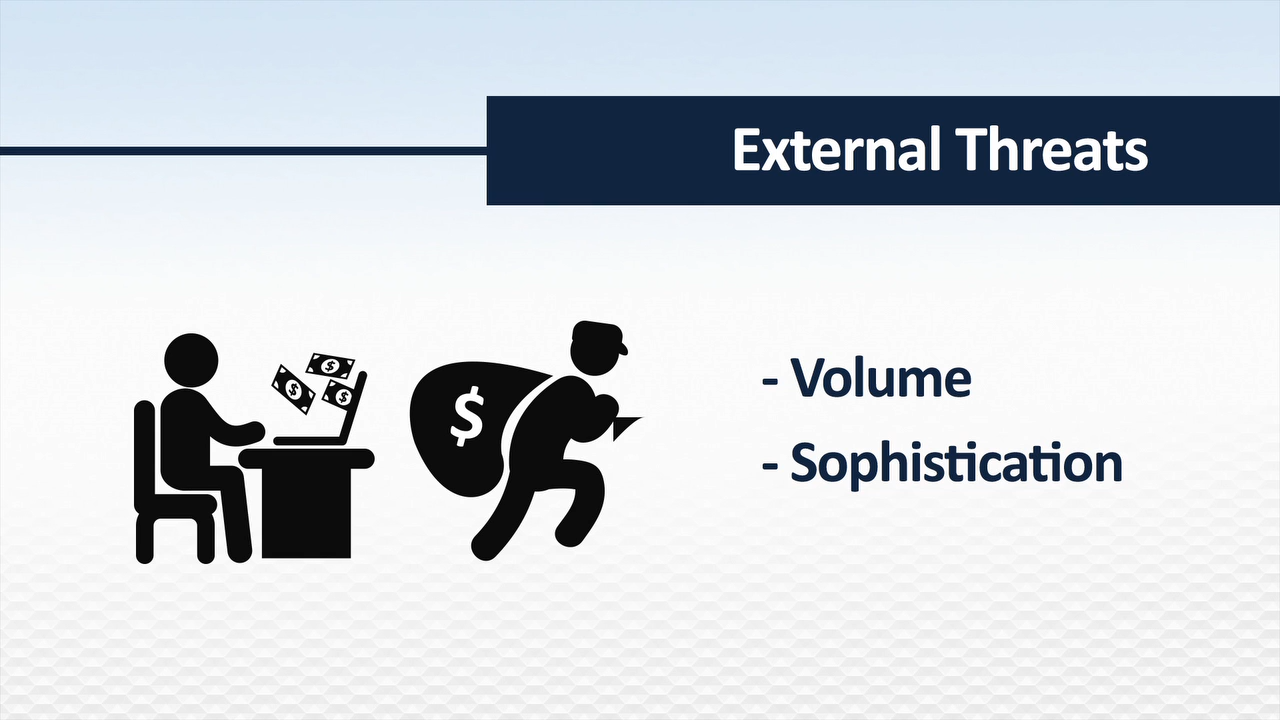 External Threats
$ $ $
$
- Volume
- Sophistication